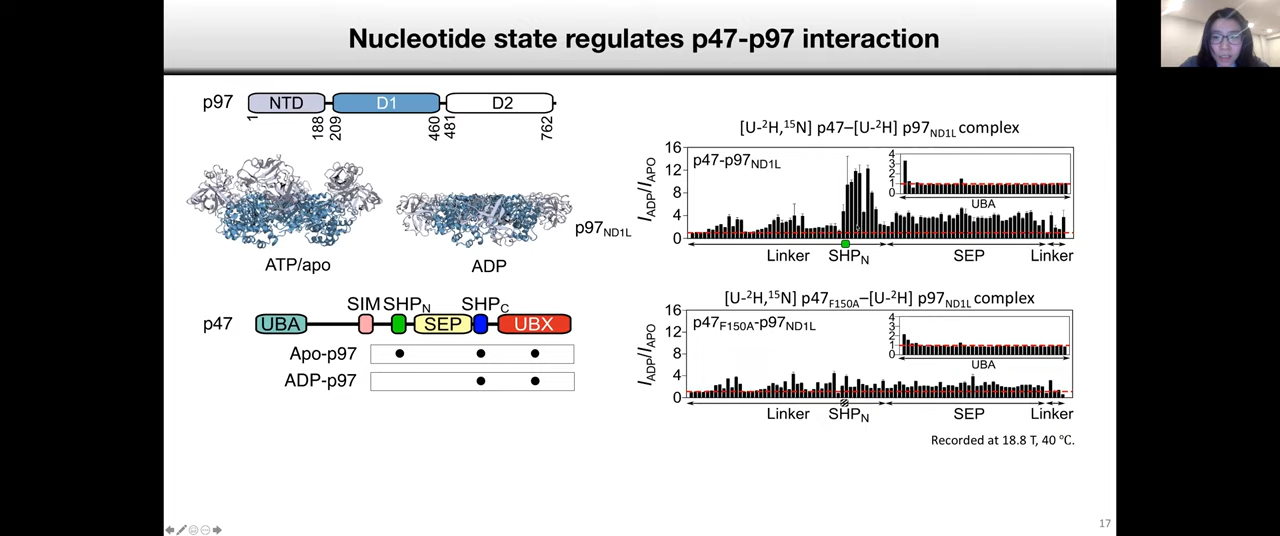 Nucleotide state regulates p47-p97 interaction
p97
NTD
D1
D2
1
188
209
460
481
762
ATP/apo
ADP
p97ND1L
p47
UBA
SIM
SHPN
SEP
SHPC
UBX
Apo-p97
ADP-p97
[U-²H,¹⁵N] p47–[U-²H] p97ND1L complex
IADP/IAPO
16
12
8
4
0
p47-p97ND1L
4
3
2
1
0
UBA
Linker
SHPN
SEP
Linker
[U-²H,¹⁵N] p47F150A–[U-²H] p97ND1L complex
IADP/IAPO
16
12
8
4
0
p47F150A-p97ND1L
4
3
2
1
0
UBA
Linker
SHPN
SEP
Linker
Recorded at 18.8 T, 40 °C.
17